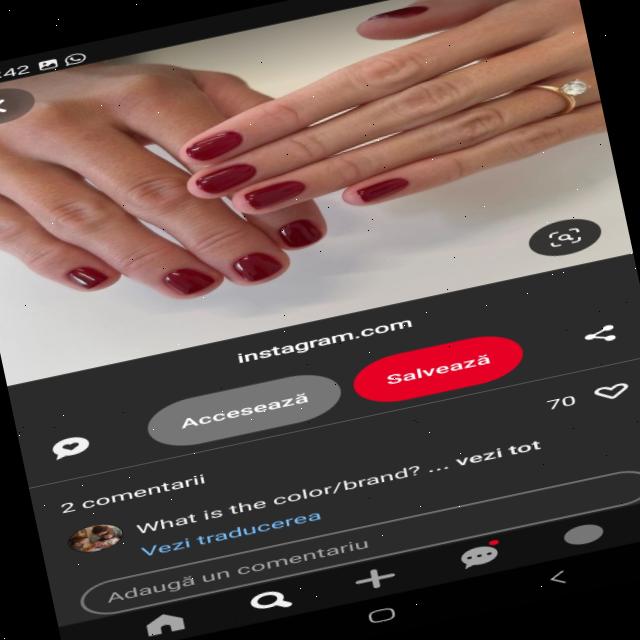 :42
instagram.com
Accesează
Salvează
70
2 comentarii
What is the color/brand? ... vezi tot
Vezi traducerea
Adaugă un comentariu